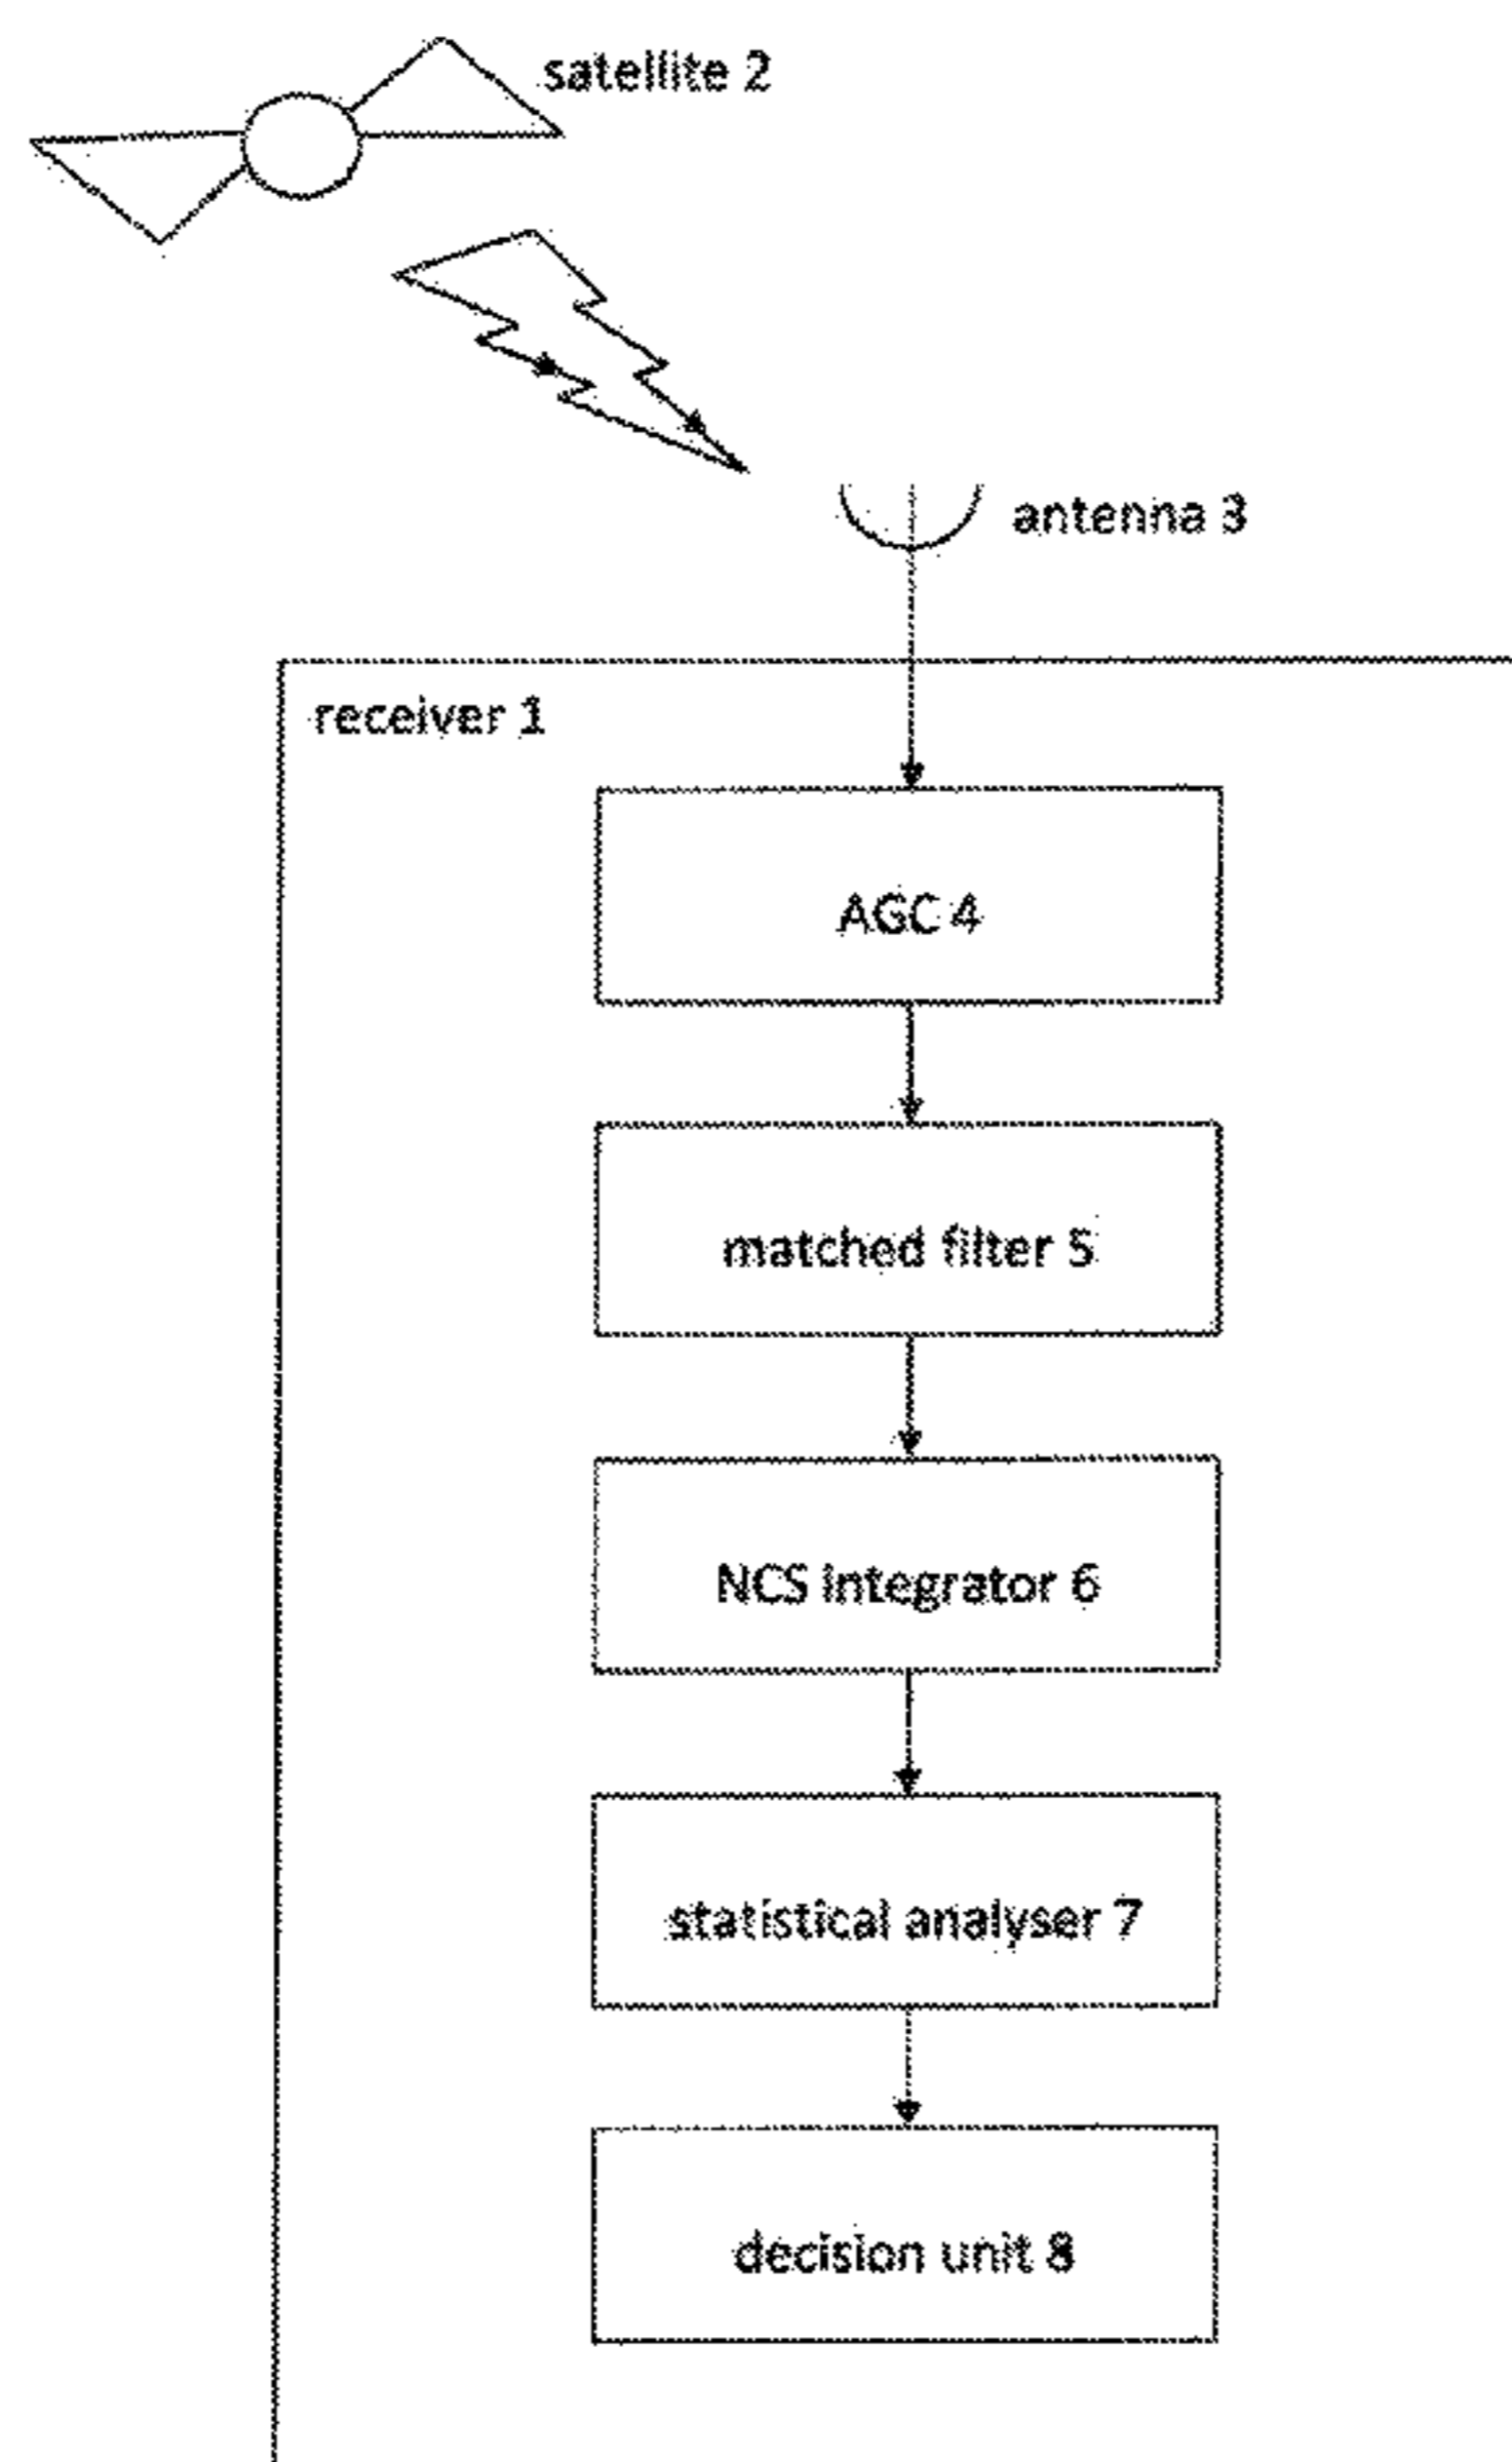 satellite 2
antenna 3
receiver 1
AGC 4
matched filter 5
NCS integrator 6
statistical analyser 7
decision unit 8